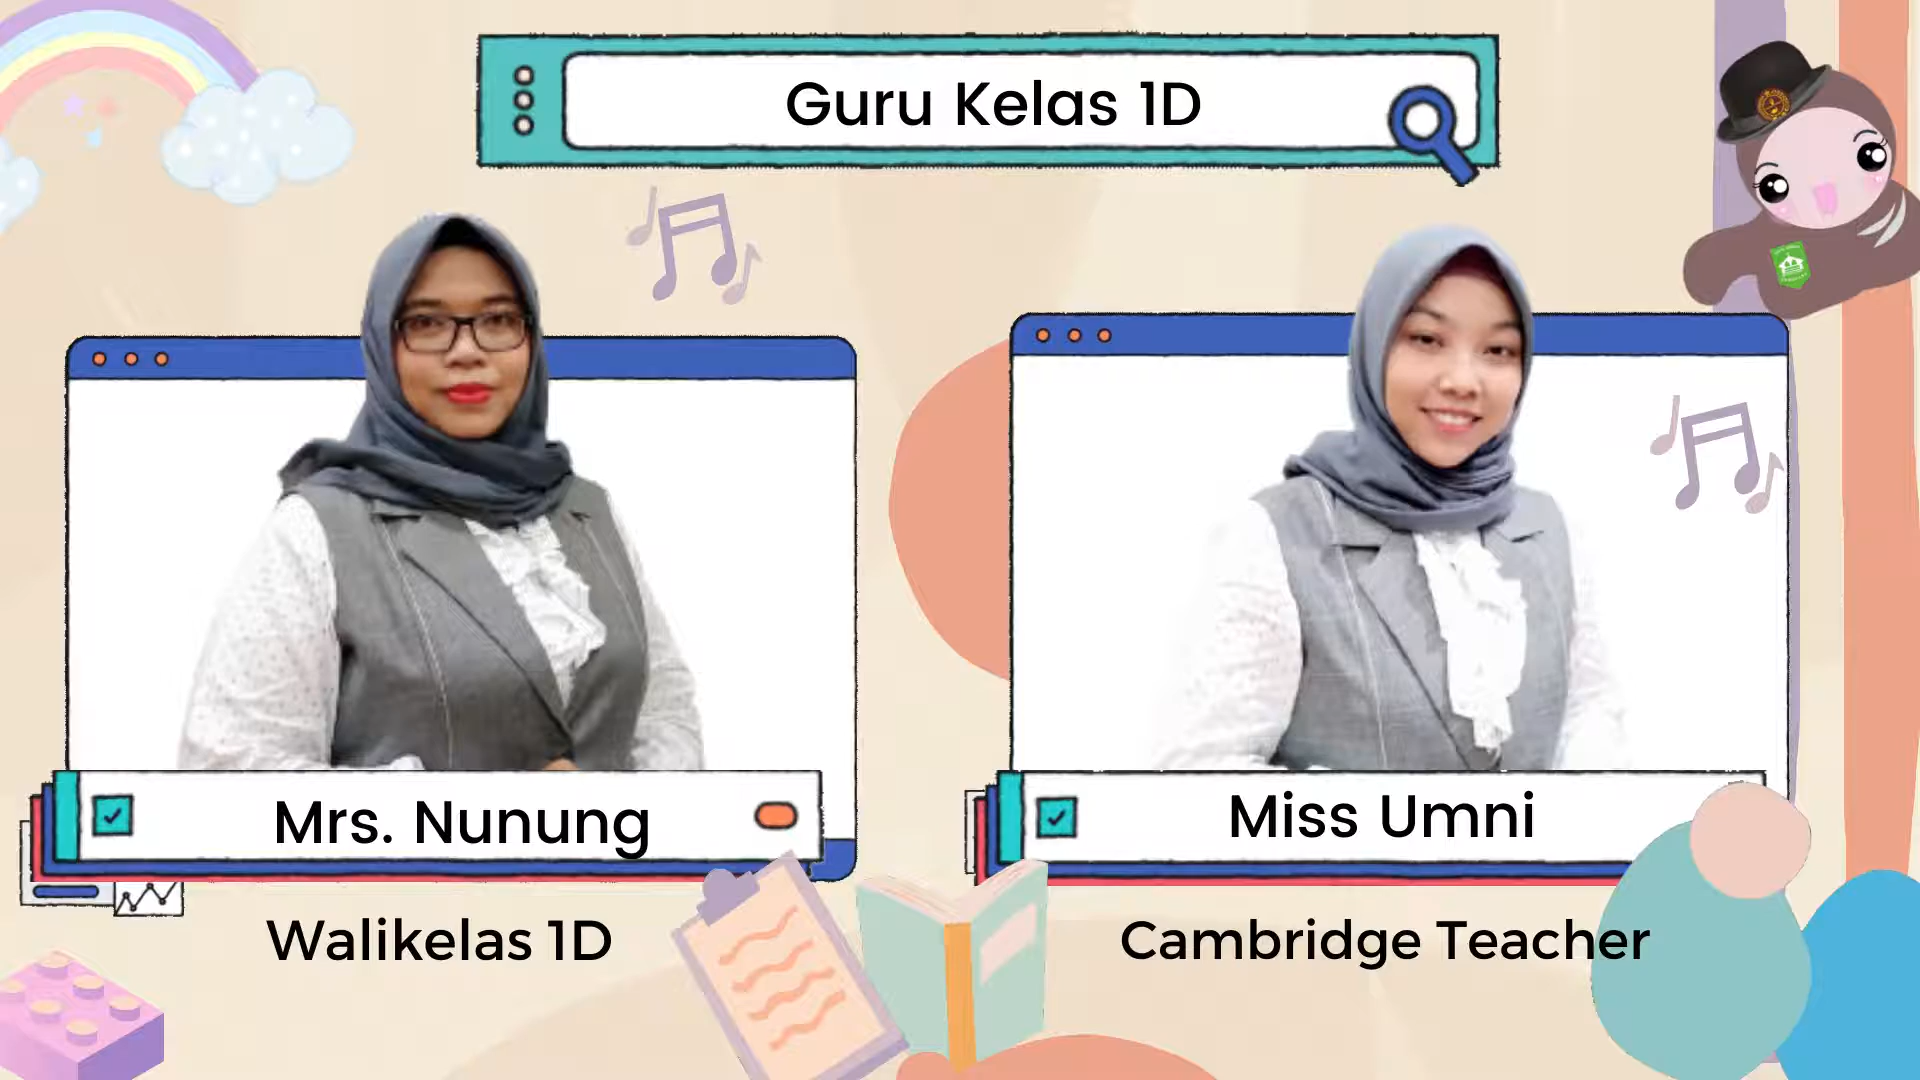 Guru Kelas 1D
Mrs. Nunung
Miss Umni
Walikelas 1D
Cambridge Teacher